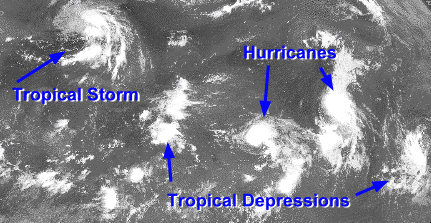 Hurricanes
Tropical Storm
Tropical Depressions